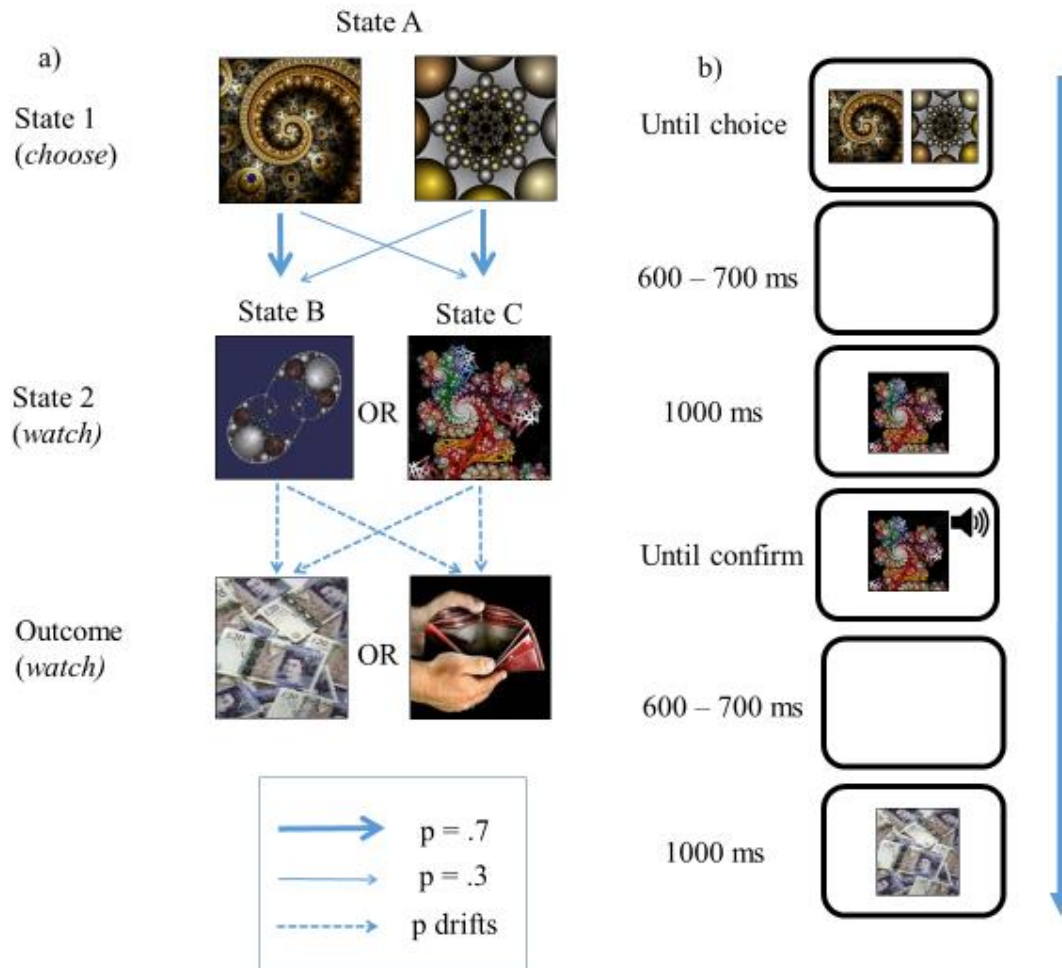 State A
a)
State 1
(choose)
State B
State C
State 2
(watch)
OR
Outcome
(watch)
OR
p = .7
p = .3
p drifts
b)
Until choice
600 – 700 ms
1000 ms
Until confirm
600 – 700 ms
1000 ms